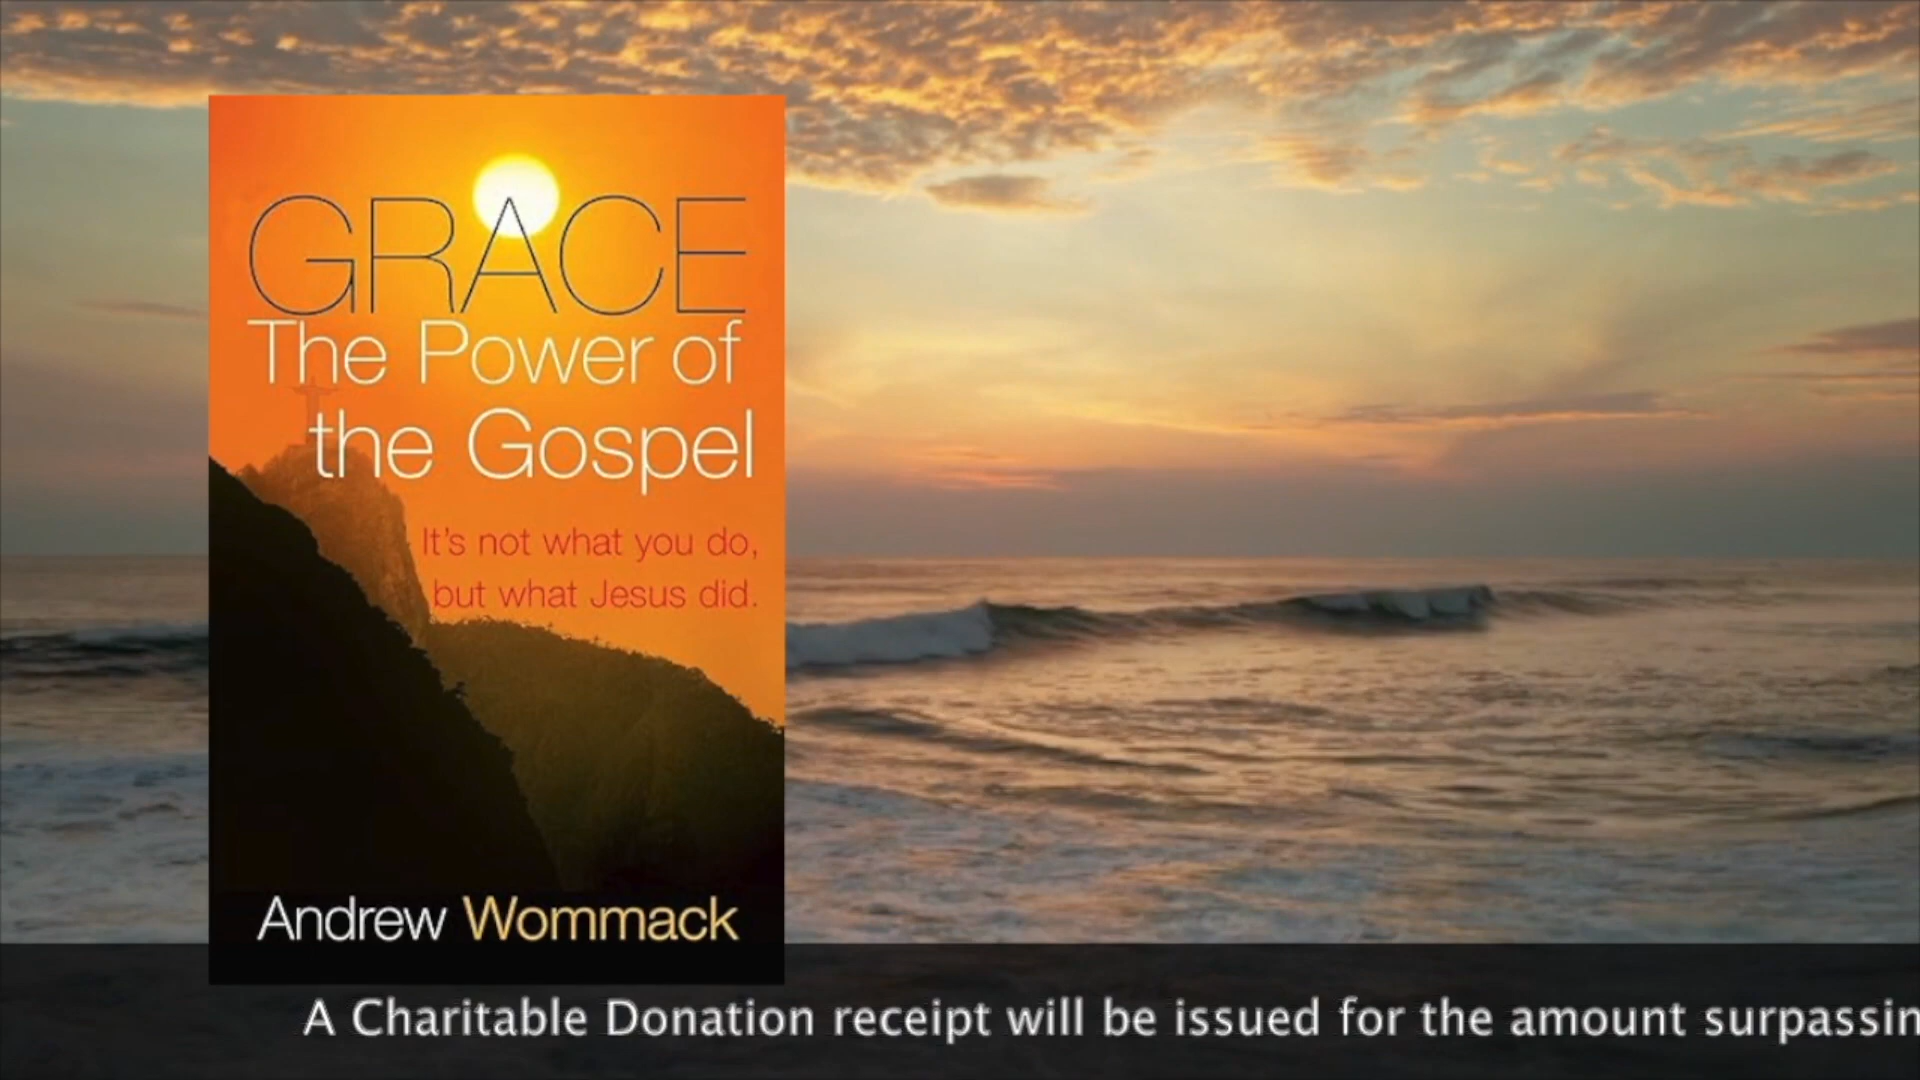 GRACE
The Power of
the Gospel
It's not what you do,
but what Jesus did.
Andrew Wommack
A Charitable Donation receipt will be issued for the amount surpassin